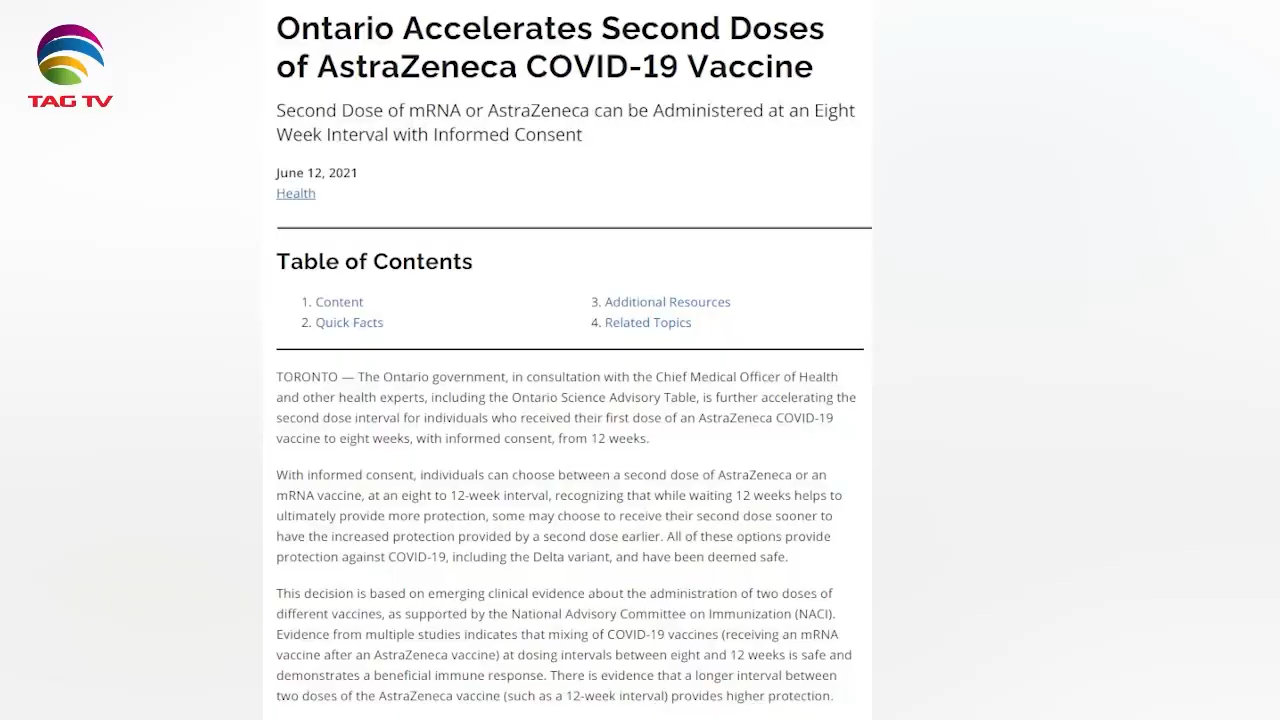 TAG TV
Ontario Accelerates Second Doses
of AstraZeneca COVID-19 Vaccine
Second Dose of mRNA or AstraZeneca can be Administered at an Eight
Week Interval with Informed Consent
June 12, 2021
Health
Table of Contents
1. Content
2. Quick Facts
3. Additional Resources
4. Related Topics
TORONTO — The Ontario government, in consultation with the Chief Medical Officer of Health
and other health experts, including the Ontario Science Advisory Table, is further accelerating the
second dose interval for individuals who received their first dose of an AstraZeneca COVID-19
vaccine to eight weeks, with informed consent, from 12 weeks.
With informed consent, individuals can choose between a second dose of AstraZeneca or an
mRNA vaccine, at an eight to 12-week interval, recognizing that while waiting 12 weeks helps to
ultimately provide more protection, some may choose to receive their second dose sooner to
have the increased protection provided by a second dose earlier. All of these options provide
protection against COVID-19, including the Delta variant, and have been deemed safe.
This decision is based on emerging clinical evidence about the administration of two doses of
different vaccines, as supported by the National Advisory Committee on Immunization (NACI).
Evidence from multiple studies indicates that mixing of COVID-19 vaccines (receiving an mRNA
vaccine after an AstraZeneca vaccine) at dosing intervals between eight and 12 weeks is safe and
demonstrates a beneficial immune response. There is evidence that a longer interval between
two doses of the AstraZeneca vaccine (such as a 12-week interval) provides higher protection.